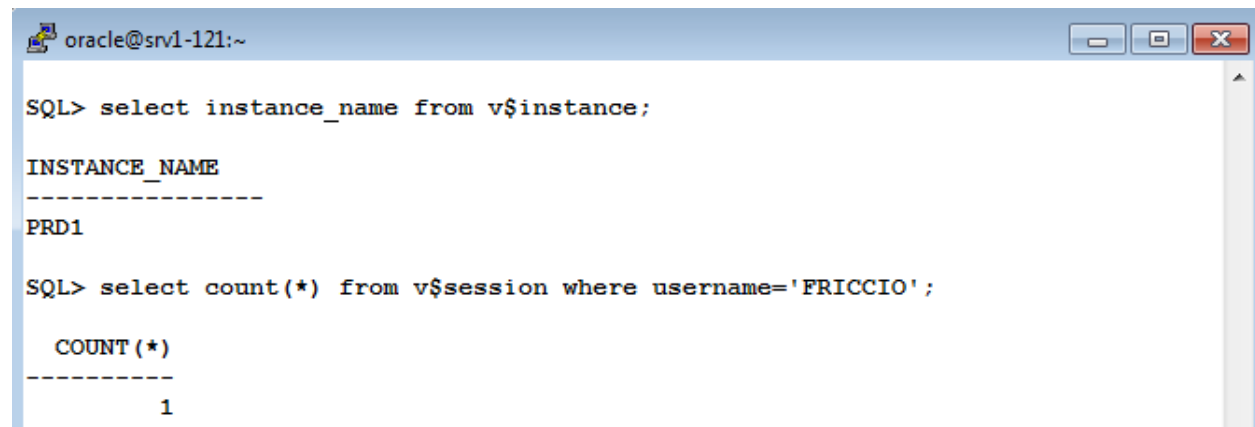 oracle@srv1-121:~
SQL> select instance_name from v$instance;
INSTANCE_NAME
----------------
PRD1
SQL> select count(*) from v$session where username='FRICCIO';
COUNT(*)
----------
1